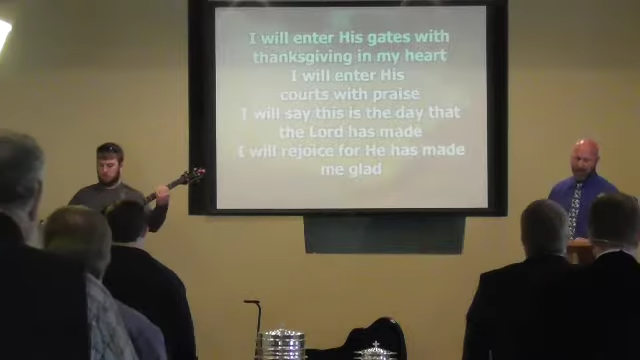 I will enter His gates with
thanksgiving in my heart
I will enter His
courts with praise
I will say this is the day that
the Lord has made
I will rejoice for He has made
me glad